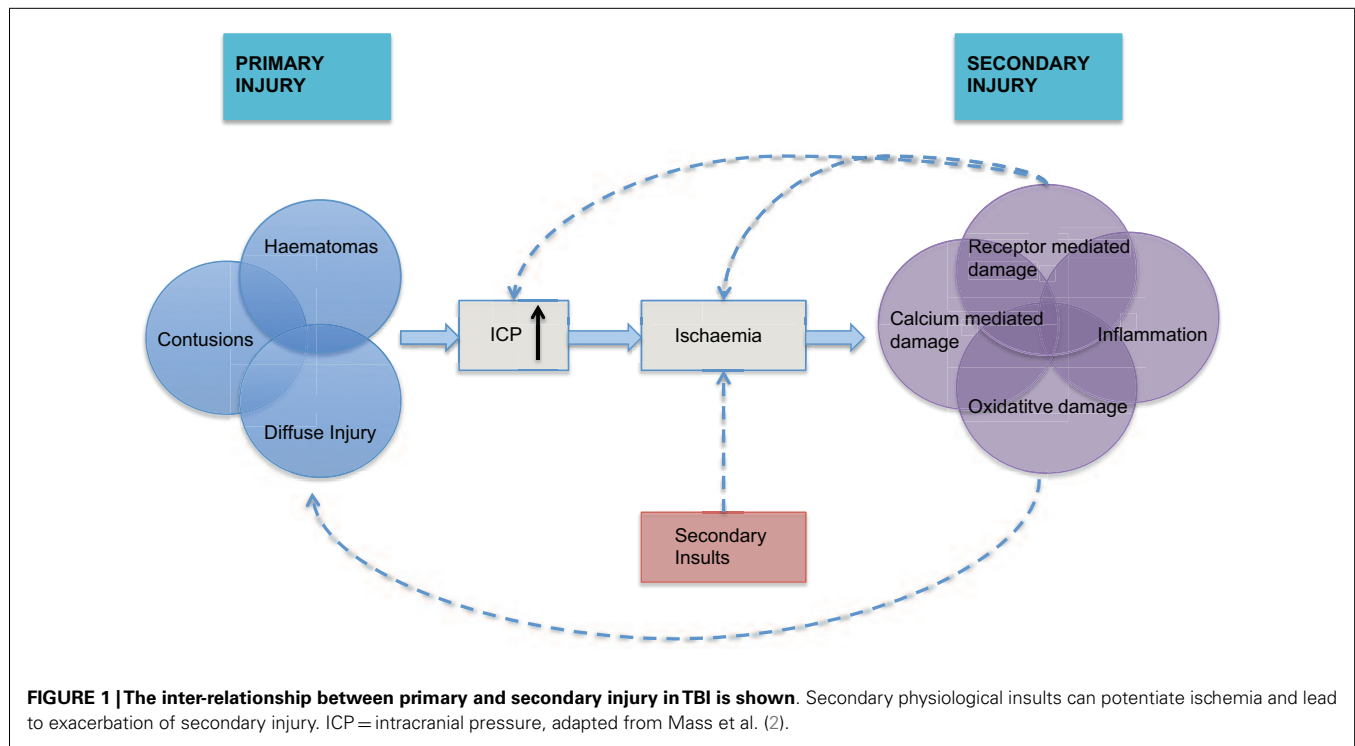 PRIMARY
INJURY
SECONDARY
INJURY
Haematomas
Contusions
Diffuse Injury
ICP
Ischaemia
Receptor mediated
damage
Calcium mediated
damage
Inflammation
Oxidatitve damage
Secondary
Insults
FIGURE 1 | The inter-relationship between primary and secondary injury in TBI is shown. Secondary physiological insults can potentiate ischemia and lead
to exacerbation of secondary injury. ICP = intracranial pressure, adapted from Mass et al. (2).